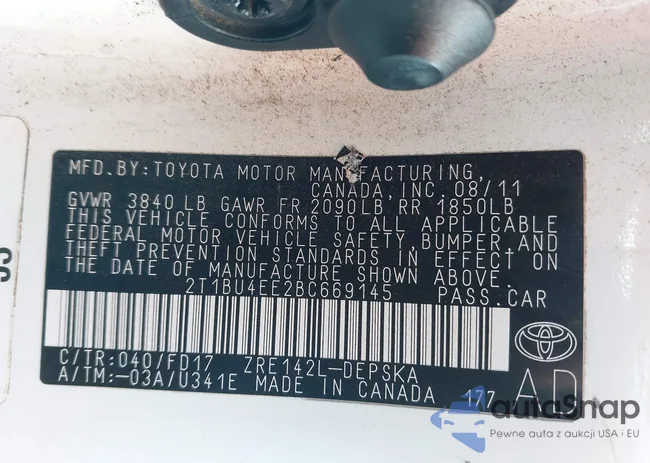 MFD.BY:TOYOTA MOTOR MANUFACTURING,
CANADA,INC.08/11
GVWR 3840LB GAWR FR 2090LB RR 1850LB
THIS VEHICLE CONFORMS TO ALL APPLICABLE
FEDERAL MOTOR VEHICLE SAFETY,BUMPER,AND
THEFT PREVENTION STANDARDS IN EFFECT ON
THE DATE OF MANUFACTURE SHOWN ABOVE.
2T1BU4EE2BC669145 PASS.CAR
C/TR:040/FD17 ZRE142L-DEPSKA
A/TM:-03A/U341E MADE IN CANADA 177 AD
autoSnap
Pewne auta z aukcji USA i EU